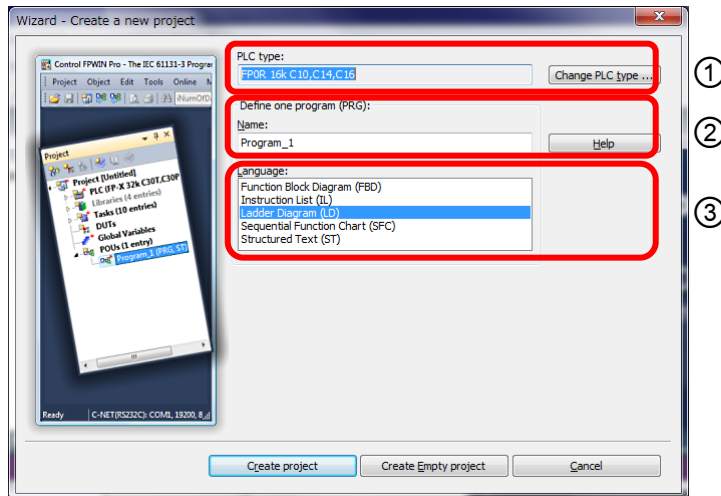 Wizard - Create a new project
Control FPWIN Pro - The IEC 61131-3 Progra
Project Object Edit Tools Online
iNumOfD
Project
Project [Untitled]
PLC (FP-X 32k C30T,C30P
Libraries (4 entries)
Tasks (10 entries)
DUTs
Global Variables
POUs (1 entry)
Program_1 (PRG, ST)
Ready C-NET(RS232C): COM1, 19200, 8,
PLC type:
FP0R 16k C10,C14,C16
Change PLC type ...
①
Define one program (PRG):
Name:
Program_1
Help
②
Language:
Function Block Diagram (FBD)
Instruction List (IL)
Ladder Diagram (LD)
Sequential Function Chart (SFC)
Structured Text (ST)
③
Create project
Create Empty project
Cancel